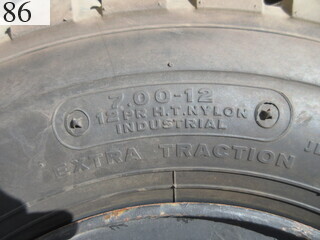 86
7.00-12
12PR H.T. NYLON
INDUSTRIAL
EXTRA TRACTION